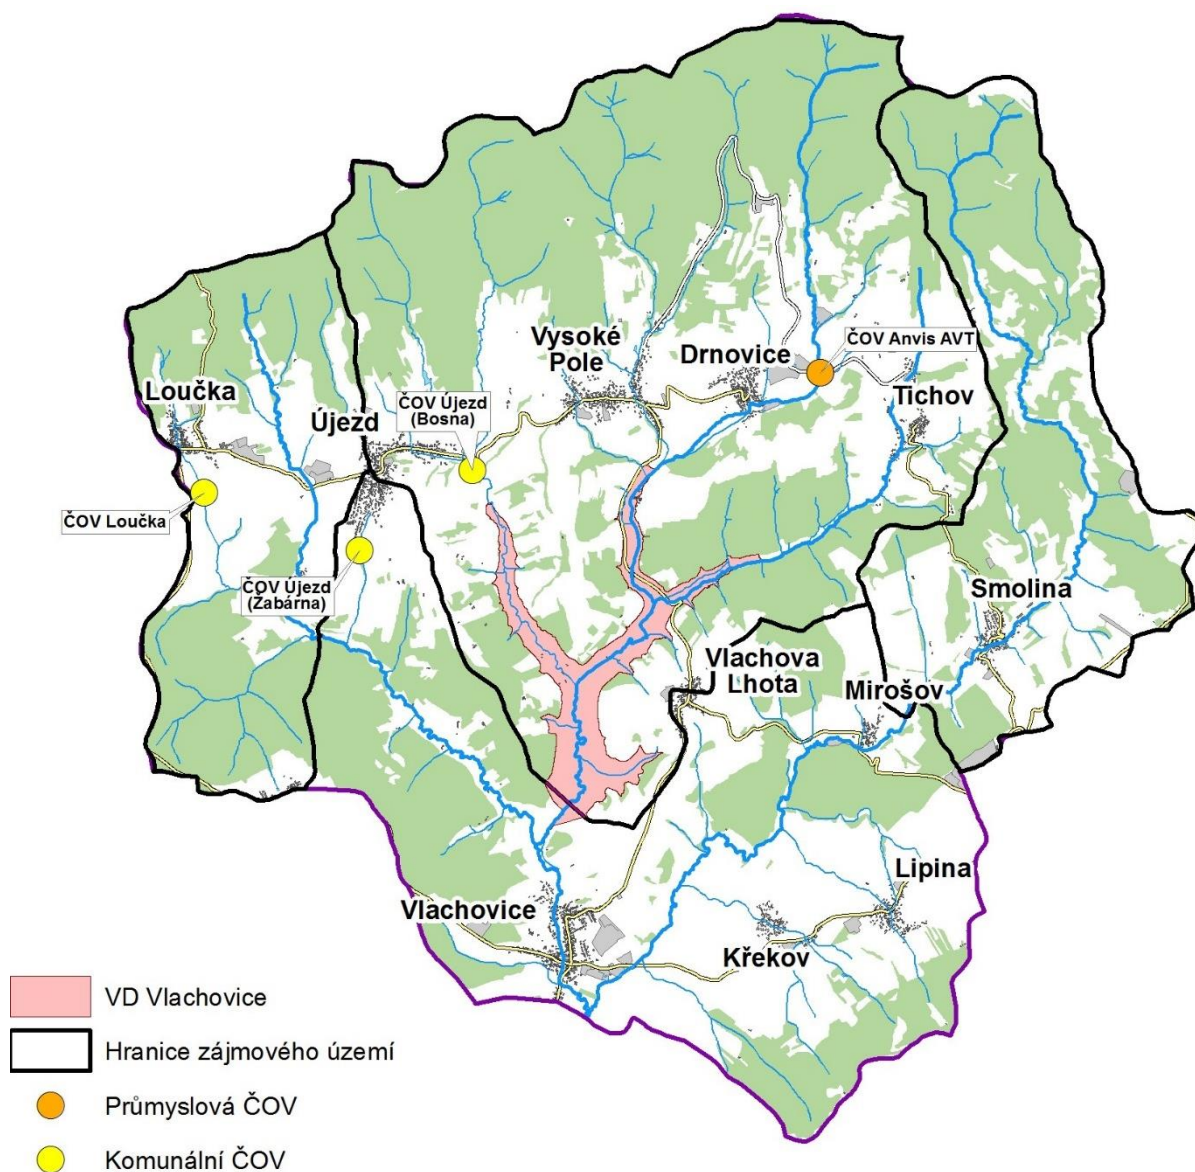 ČOV Anvis AVT
Vysoké
Pole
Drnovice
Loučka
Tichov
ČOV Újezd
(Bosna)
Újezd
ČOV Loučka
ČOV Újezd
(Žabárna)
Smolina
Vlachova
Lhota
Mirošov
Lipina
Vlachovice
Křekov
VD Vlachovice
Hranice zájmového území
Průmyslová ČOV
Komunální ČOV